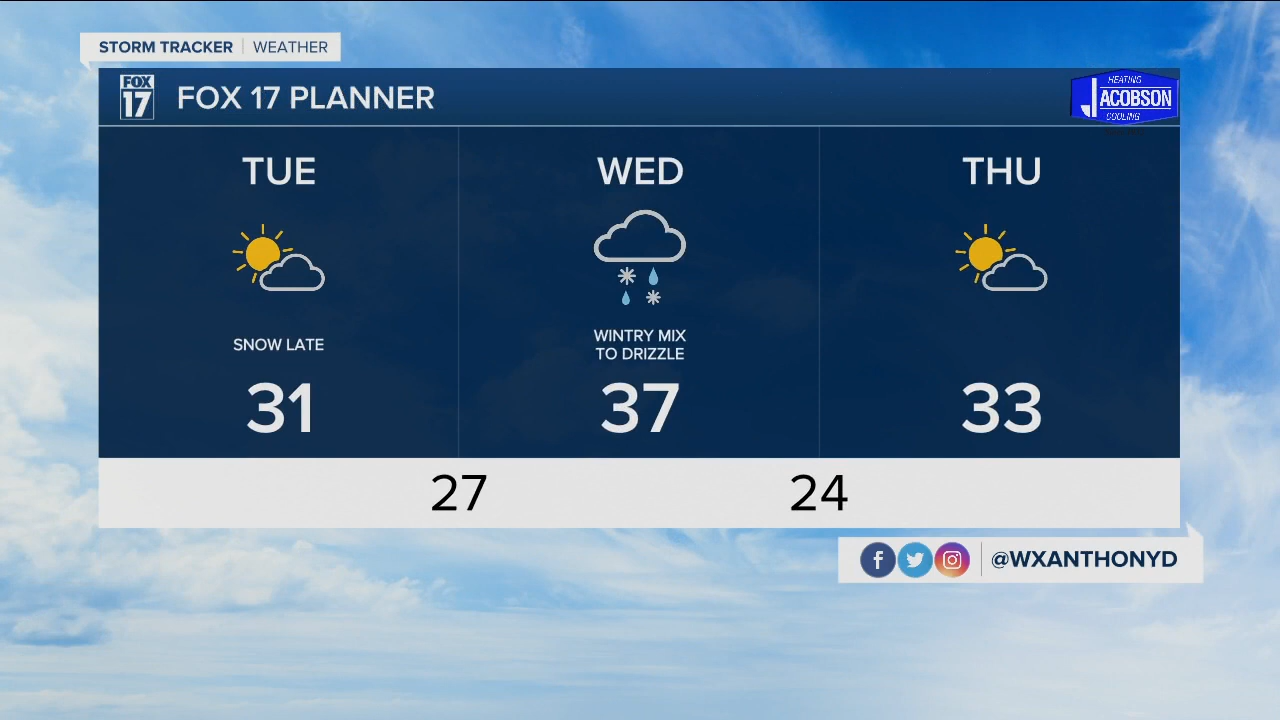 STORM TRACKER | WEATHER
FOX
17
FOX 17 PLANNER
HEATING
JACOBSON
COOLING
TUE
WED
THU
SNOW LATE
WINTRY MIX
TO DRIZZLE
31
37
33
27
24
@WXANTHONYD